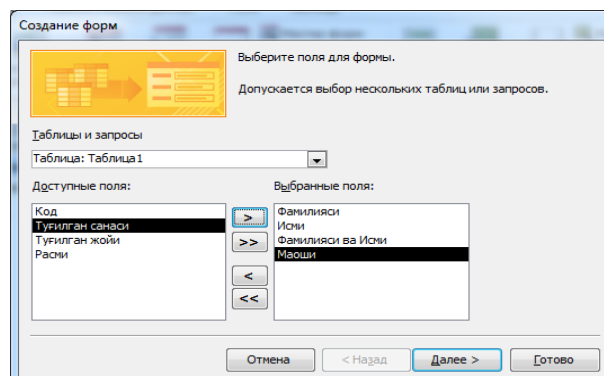 Создание форм
Выберите поля для формы.
Допускается выбор нескольких таблиц или запросов.
Таблицы и запросы
Таблица: Таблица1
Доступные поля:
Выбранные поля:
Код
Туғилган санаси
Туғилган жойи
Расми
>
>>
<
<<
Фамилияси
Исми
Фамилияси ва Исми
Маоши
Отмена
< Назад
Далее >
Готово